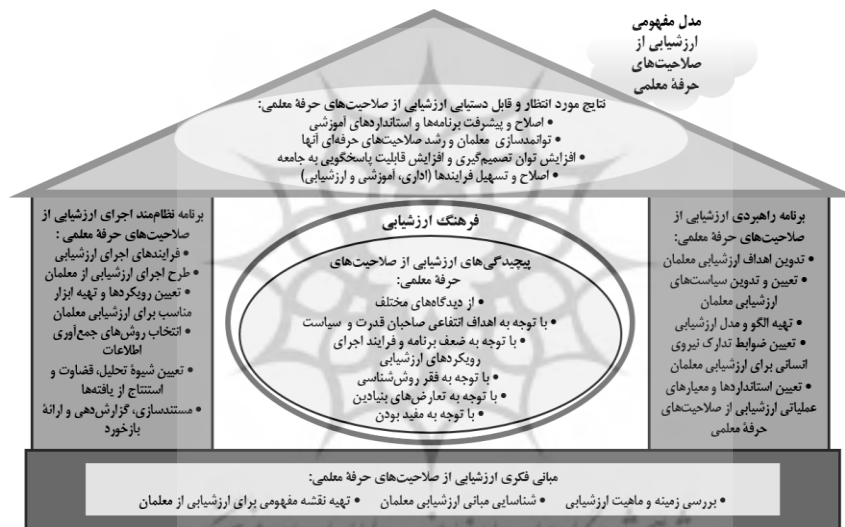 مدل مفهومی
ارزشیابی از
صلاحیت‌های
حرفهٔ معلمی
نتایج مورد انتظار و قابل دستیابی ارزشیابی از صلاحیت‌های حرفهٔ معلمی:
• اصلاح و پیشرفت برنامه‌ها و استانداردهای آموزشی
• توانمندسازی معلمان و رشد صلاحیت‌های حرفه‌ای آنها
• افزایش توان تصمیم‌گیری و افزایش قابلیت پاسخگویی به جامعه
• اصلاح و تسهیل فرایندها (اداری، آموزشی و ارزشیابی)
برنامه راهبردی ارزشیابی از
صلاحیت‌های حرفهٔ معلمی:
• تدوین اهداف ارزشیابی معلمان
• تعیین و تدوین سیاست‌های
ارزشیابی معلمان
• تهیه الگو و مدل ارزشیابی
• تعیین ضوابط تدارک نیروی
انسانی برای ارزشیابی معلمان
• تعیین استانداردها و معیارهای
عملیاتی ارزشیابی از صلاحیت‌های
حرفهٔ معلمی
فرهنگ ارزشیابی
پیچیدگی‌های ارزشیابی از صلاحیت‌های
حرفهٔ معلمی:
• از دیدگاه‌های مختلف
• با توجه به اهداف انتفاعی صاحبان قدرت و سیاست
• با توجه به ضعف برنامه و فرایند اجرای
رویکردهای ارزشیابی
• با توجه به فقر روش‌شناسی
• با توجه به تعارض‌های بنیادین
• با توجه به مفید بودن
برنامه نظام‌مند اجرای ارزشیابی از
صلاحیت‌های حرفهٔ معلمی :
• فرایندهای اجرای ارزشیابی
• طرح اجرای ارزشیابی از معلمان
• تعیین رویکردها و تهیه ابزار
مناسب برای ارزشیابی معلمان
• انتخاب روش‌های جمع‌آوری
اطلاعات
• تعیین شیوهٔ تحلیل، قضاوت و
استنتاج از یافته‌ها
• مستندسازی، گزارش‌دهی و ارائهٔ
بازخورد
مبانی فکری ارزشیابی از صلاحیت‌های حرفهٔ معلمی:
• بررسی زمینه و ماهیت ارزشیابی • شناسایی مبانی ارزشیابی معلمان • تهیه نقشه مفهومی برای ارزشیابی از معلمان